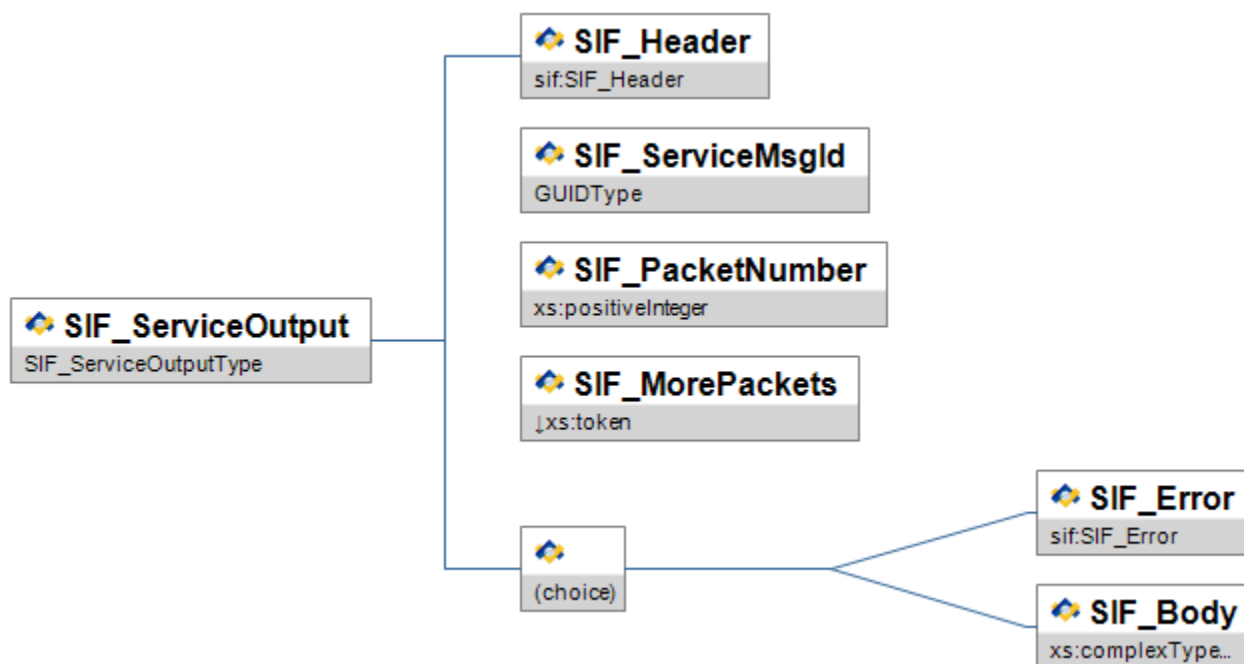 SIF_Header
sif:SIF_Header
SIF_ServiceMsgId
GUIDType
SIF_PacketNumber
xs:positiveInteger
SIF_ServiceOutput
SIF_ServiceOutputType
SIF_MorePackets
↓xs:token
SIF_Error
sif:SIF_Error
(choice)
SIF_Body
xs:complexType...